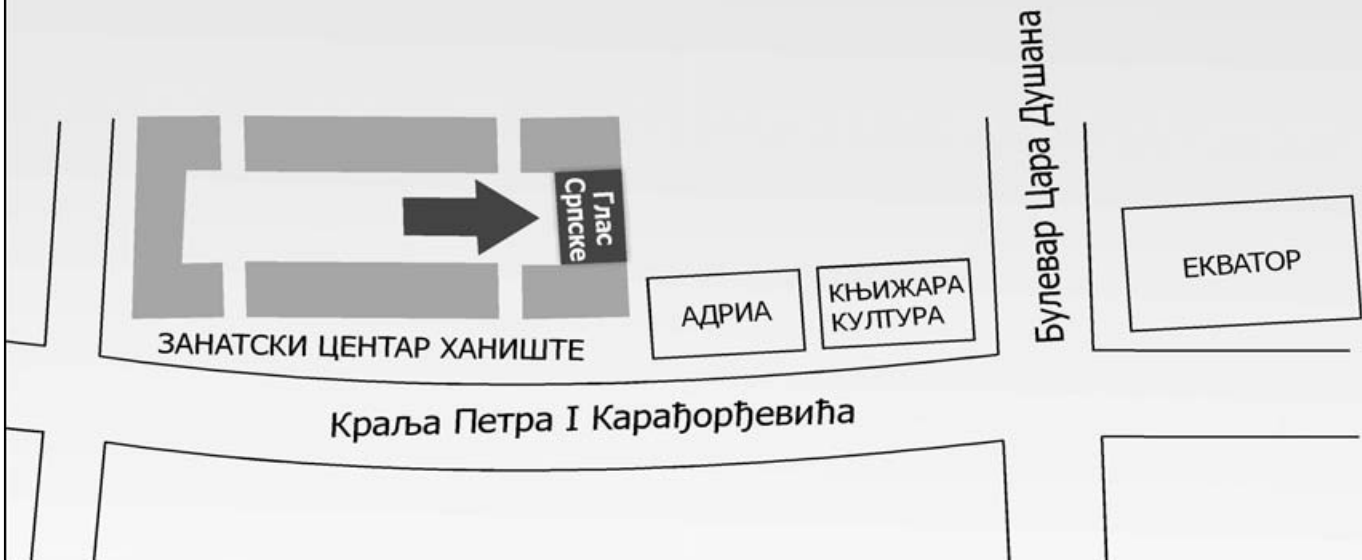 Булевар Цара Душана
Глас
Српске
АДРИА
КЊИЖАРА
КУЛТУРА
ЕКВАТОР
ЗАНАТСКИ ЦЕНТАР ХАНИШТЕ
Краља Петра I Карађорђевића